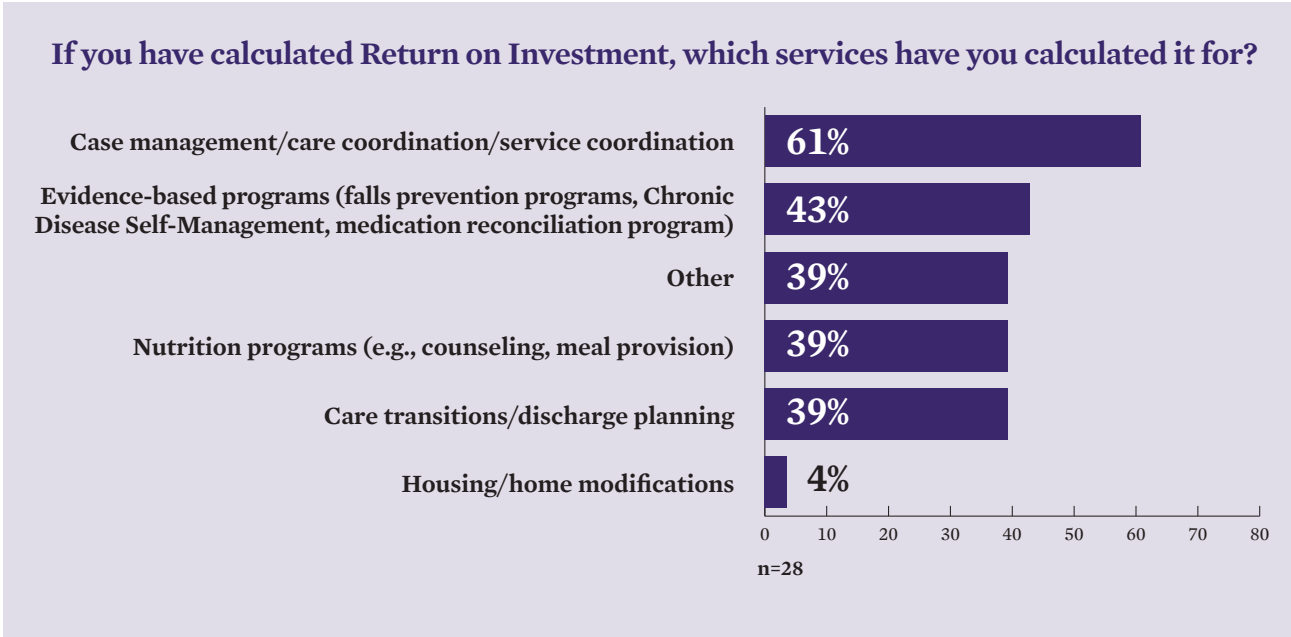 If you have calculated Return on Investment, which services have you calculated it for?
Case management/care coordination/service coordination
61%
Evidence-based programs (falls prevention programs, Chronic
Disease Self-Management, medication reconciliation program)
43%
Other
39%
Nutrition programs (e.g., counseling, meal provision)
39%
Care transitions/discharge planning
39%
Housing/home modifications
4%
0 10 20 30 40 50 60 70 80
n=28